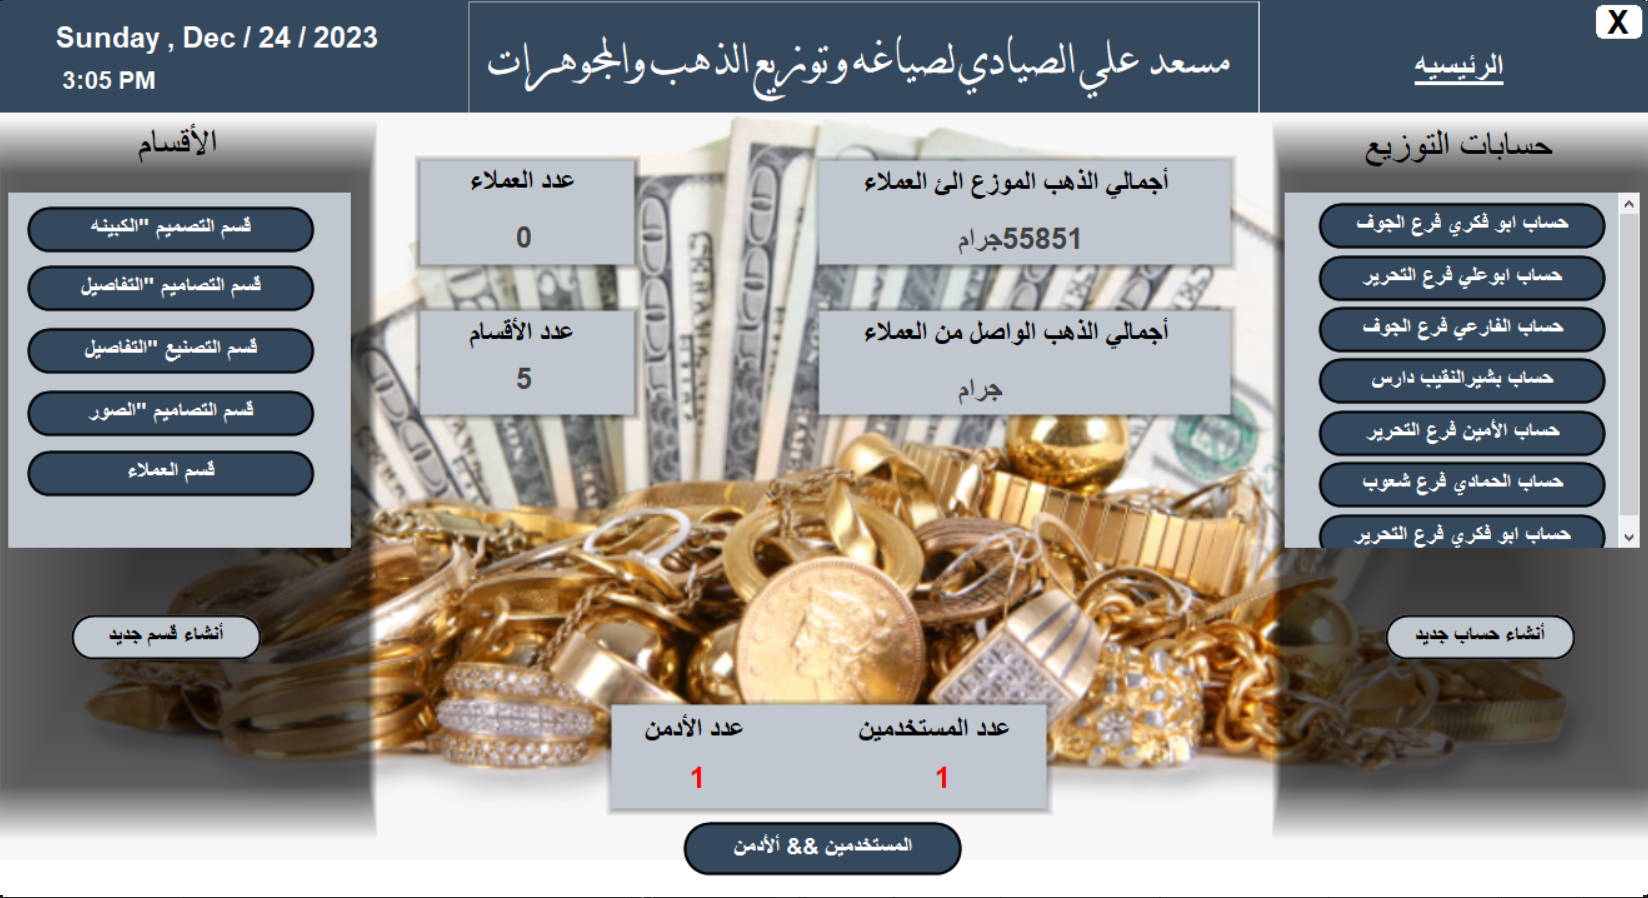 Sunday , Dec / 24 / 2023
3:05 PM
مسعد علي الصيادي لصياغه وتوزيع الذهب والمجوهرات
الرئيسيه
X
حسابات التوزيع
حساب ابو فكري فرع الجوف
حساب ابوعلي فرع التحرير
حساب الفارعي فرع الجوف
حساب بشيرالنقيب دارس
حساب الأمين فرع التحرير
حساب الحمادي فرع شعوب
حساب ابو فكري فرع التحرير
أنشاء حساب جديد
أجمالي الذهب الموزع الئ العملاء
55851جرام
أجمالي الذهب الواصل من العملاء
جرام
عدد العملاء
0
عدد الأقسام
5
الأقسام
قسم التصميم "الكبينه
قسم التصاميم "التفاصيل
قسم التصنيع "التفاصيل
قسم التصاميم "الصور
قسم العملاء
أنشاء قسم جديد
عدد المستخدمين
1
عدد الأدمن
1
المستخدمين && ألأدمن